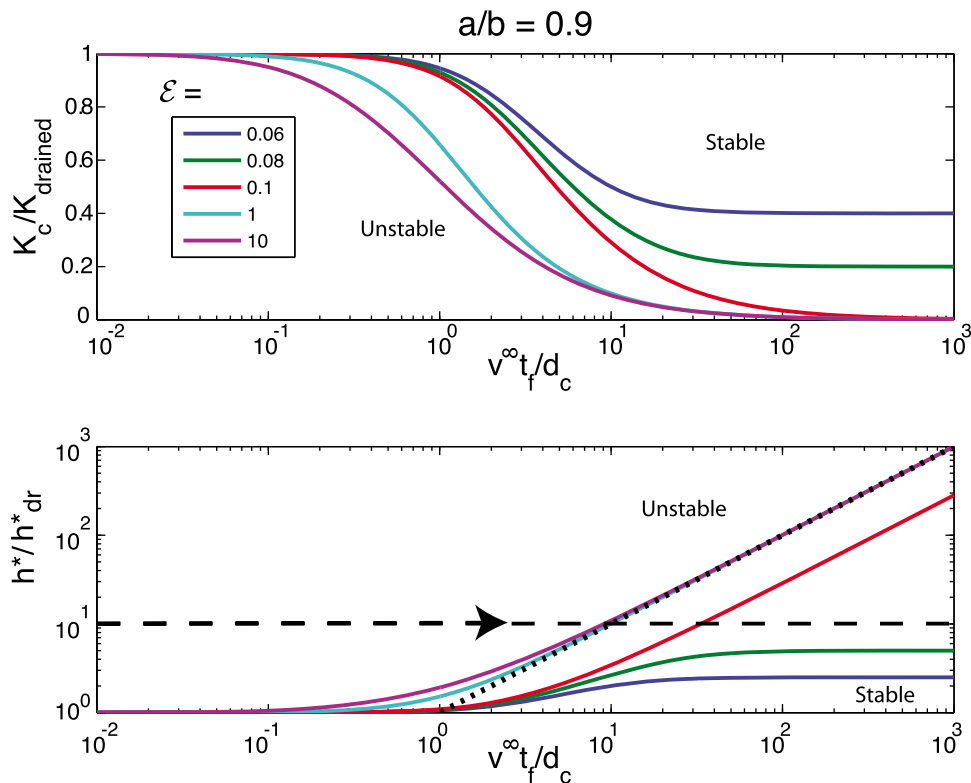 a/b = 0.9
K_c/K_drained
1
0.8
0.6
0.4
0.2
0
ℰ =
0.06
0.08
0.1
1
10
Stable
Unstable
10^-2
10^-1
10^0
10^1
10^2
10^3
v^∞t_f/d_c
h*/h*_dr
10^3
10^2
10^1
10^0
Unstable
Stable
10^-2
10^-1
10^0
10^1
10^2
10^3
v^∞t_f/d_c